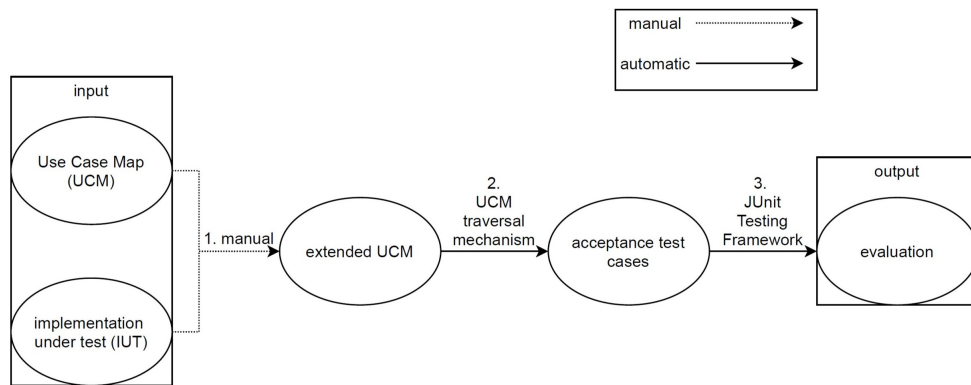 manual
automatic
input
Use Case Map
(UCM)
implementation
under test (IUT)
1. manual
extended UCM
2.
UCM
traversal
mechanism
acceptance test
cases
3.
JUnit
Testing
Framework
output
evaluation